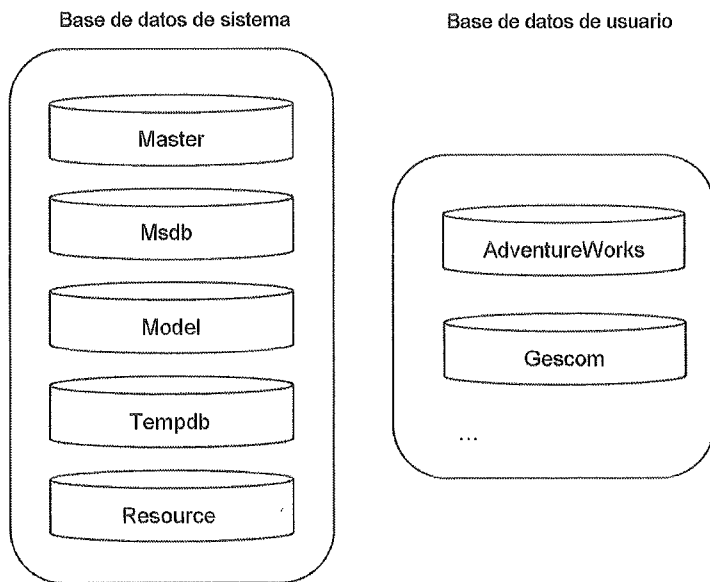 Base de datos de sistema
Master
Msdb
Model
Tempdb
Resource
Base de datos de usuario
AdventureWorks
Gescom
...